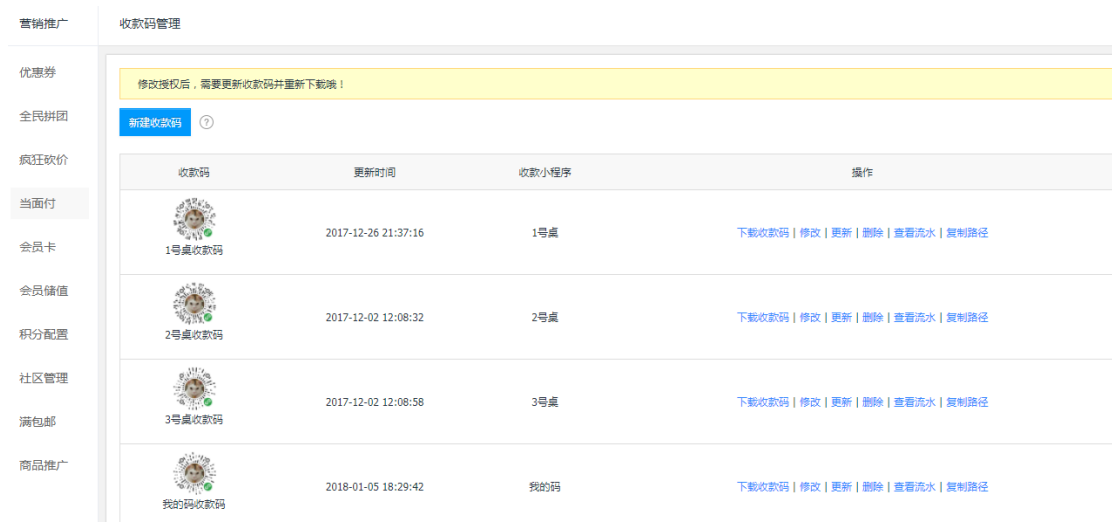 营销推广
收款码管理
优惠券
全民拼团
疯狂砍价
当面付
会员卡
会员储值
积分配置
社区管理
满包邮
商品推广
修改授权后，需要更新收款码并重新下载哦！
新建收款码 ?
收款码 更新时间 收款小程序 操作
1号桌收款码 2017-12-26 21:37:16 1号桌 下载收款码 | 修改 | 更新 | 删除 | 查看流水 | 复制路径
2号桌收款码 2017-12-02 12:08:32 2号桌 下载收款码 | 修改 | 更新 | 删除 | 查看流水 | 复制路径
3号桌收款码 2017-12-02 12:08:58 3号桌 下载收款码 | 修改 | 更新 | 删除 | 查看流水 | 复制路径
我的码收款码 2018-01-05 18:29:42 我的码 下载收款码 | 修改 | 更新 | 删除 | 查看流水 | 复制路径